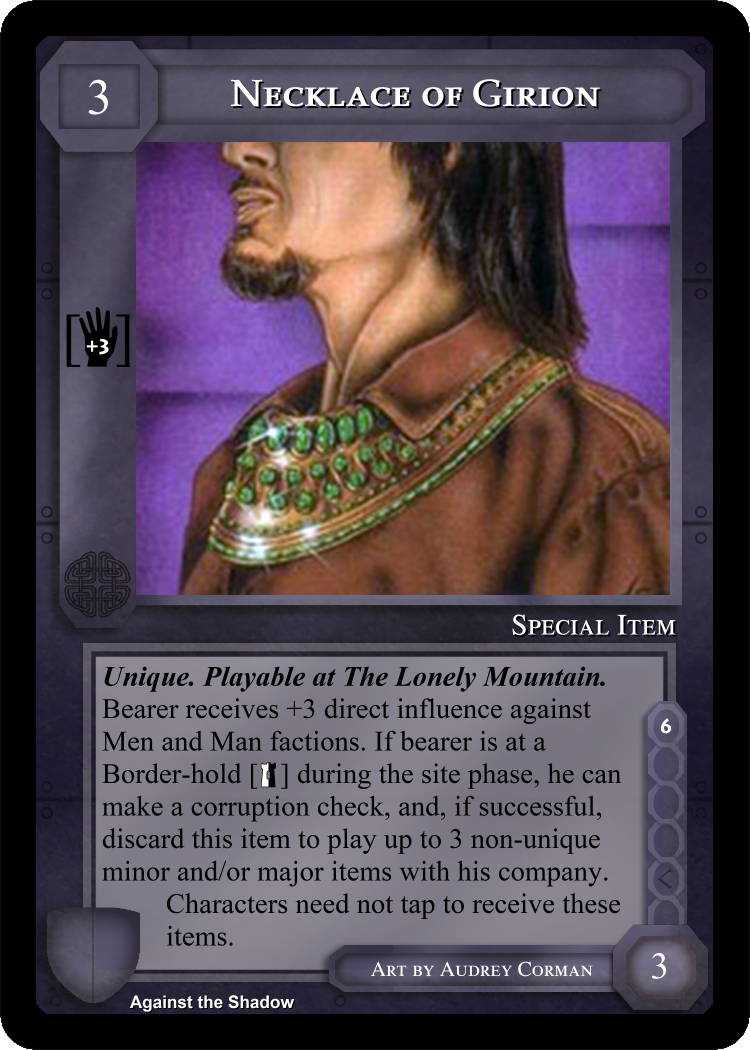 3
Necklace of Girion
[+3]
Special Item
Unique. Playable at The Lonely Mountain.
Bearer receives +3 direct influence against
Men and Man factions. If bearer is at a
Border-hold [ ] during the site phase, he can
make a corruption check, and, if successful,
discard this item to play up to 3 non-unique
minor and/or major items with his company.
Characters need not tap to receive these
items.
6
<
Art by Audrey Corman
3
Against the Shadow